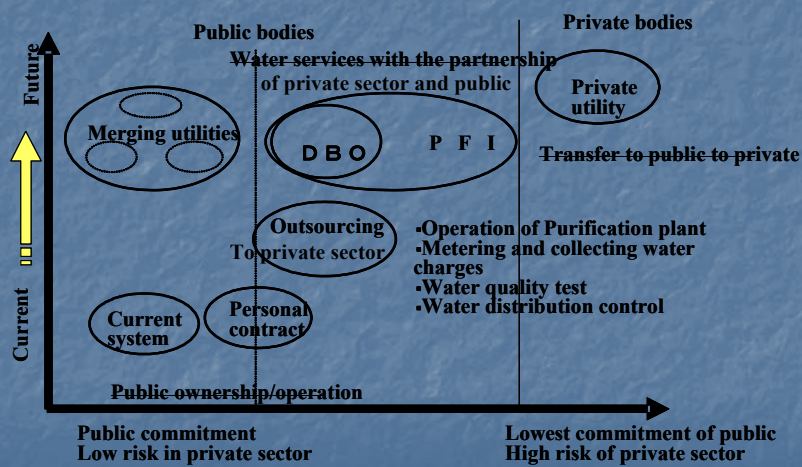 Public bodies
Private bodies
Water services with the partnership
of private sector and public
Future
Private
utility
Merging utilities
D B O
P F I
Transfer to public to private
Outsourcing
To private sector
▪Operation of Purification plant
▪Metering and collecting water
charges
▪Water quality test
▪Water distribution control
Current
Current
system
Personal
contract
Public ownership/operation
Public commitment
Low risk in private sector
Lowest commitment of public
High risk of private sector